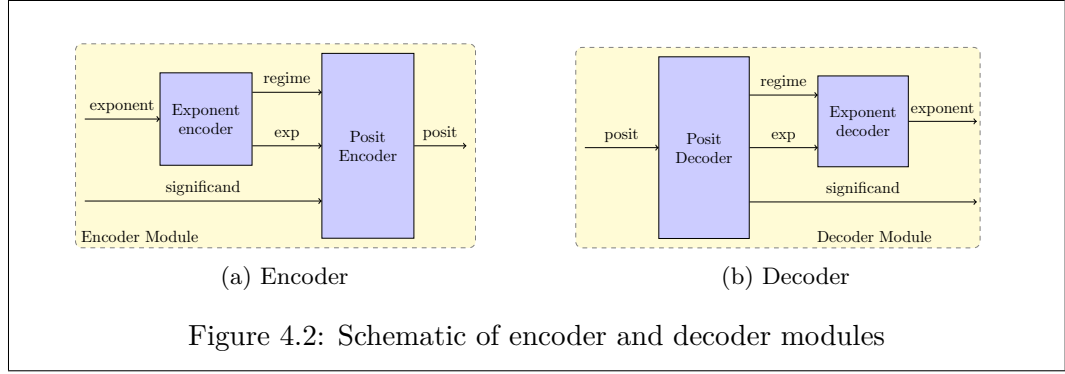 exponent
Exponent
encoder
regime
exp
significand
Posit
Encoder
posit
Encoder Module
(a) Encoder
posit
Posit
Decoder
regime
exp
Exponent
decoder
exponent
significand
Decoder Module
(b) Decoder
Figure 4.2: Schematic of encoder and decoder modules